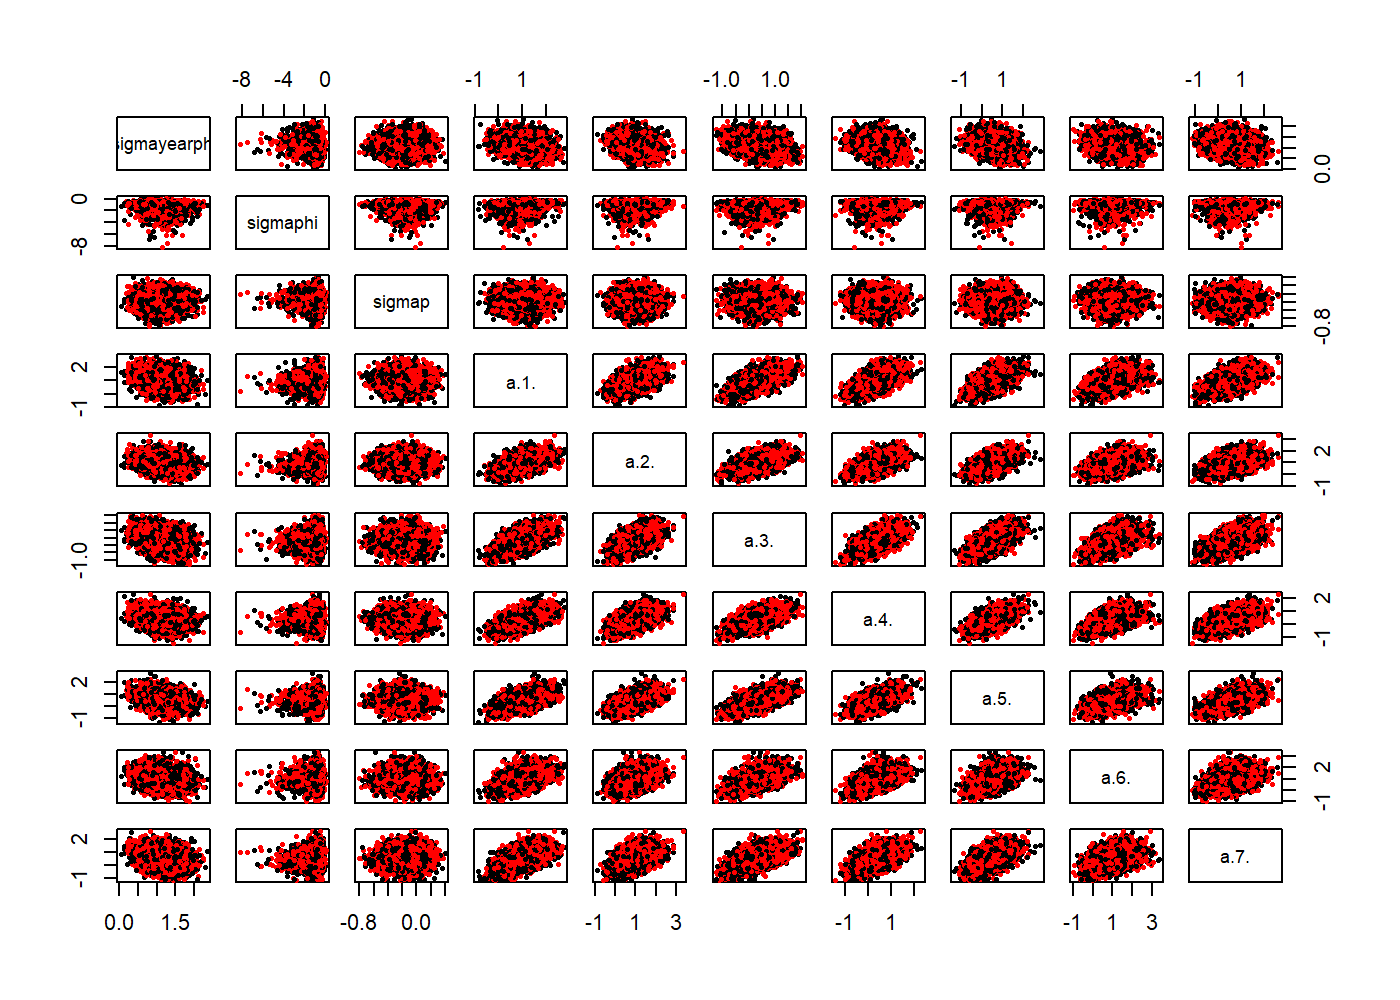 -8 -4 0 -1 1 -1.0 1.0 -1 1 -1 1
sigmayearph
0.0
0 -8
sigmaphi
sigmap
-0.8
2 -1
a.1.
a.2.
2 -1
-1.0
a.3.
a.4.
2 -1
2 -1
a.5.
a.6.
2 -1
2 -1
a.7.
0.0 1.5 -0.8 0.0 -1 1 3 -1 1 -1 1 3